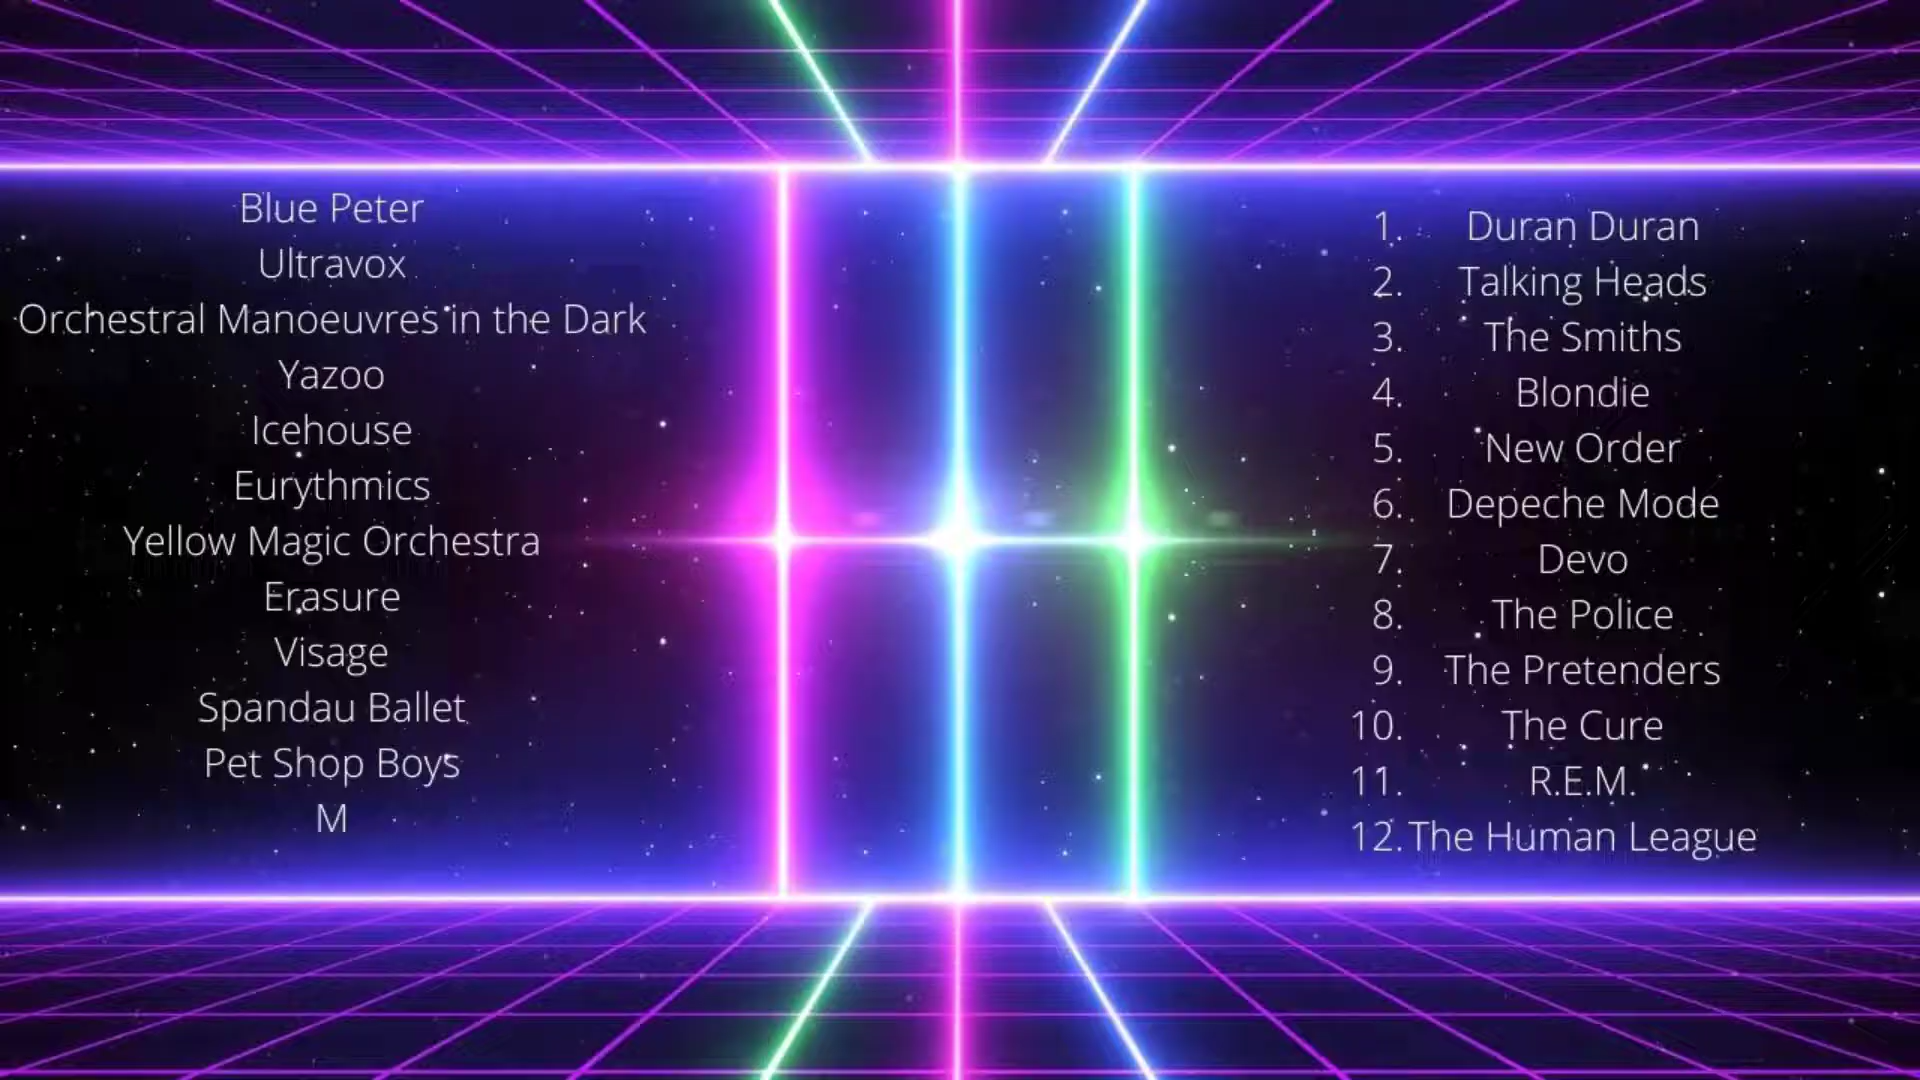 Blue Peter
Ultravox
Orchestral Manoeuvres in the Dark
Yazoo
Icehouse
Eurythmics
Yellow Magic Orchestra
Erasure
Visage
Spandau Ballet
Pet Shop Boys
M
1. Duran Duran
2. Talking Heads
3. The Smiths
4. Blondie
5. New Order
6. Depeche Mode
7. Devo
8. The Police
9. The Pretenders
10. The Cure
11. R.E.M.
12. The Human League